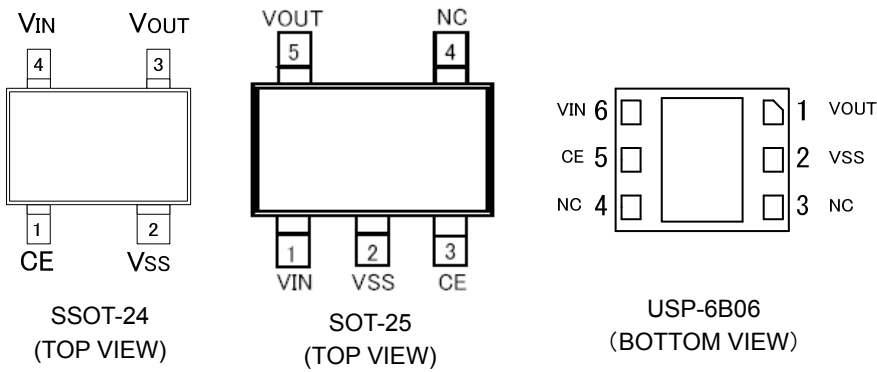 VIN VOUT
4 3
1 2
CE VSS
SSOT-24
(TOP VIEW)
VOUT NC
5 4
1 2 3
VIN VSS CE
SOT-25
(TOP VIEW)
VIN 6 1 VOUT
CE 5 2 VSS
NC 4 3 NC
USP-6B06
(BOTTOM VIEW)